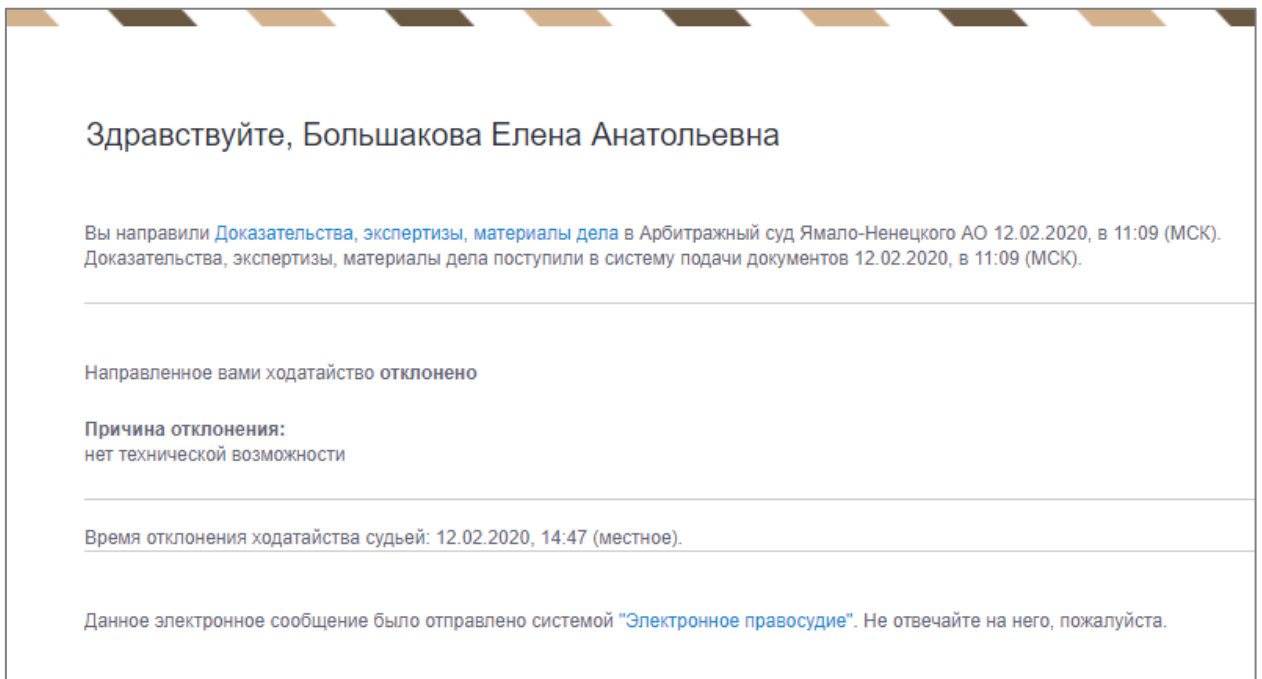 Здравствуйте, Большакова Елена Анатольевна
Вы направили Доказательства, экспертизы, материалы дела в Арбитражный суд Ямало-Ненецкого АО 12.02.2020, в 11:09 (МСК).
Доказательства, экспертизы, материалы дела поступили в систему подачи документов 12.02.2020, в 11:09 (МСК).
Направленное вами ходатайство отклонено
Причина отклонения:
нет технической возможности
Время отклонения ходатайства судьей: 12.02.2020, 14:47 (местное).
Данное электронное сообщение было отправлено системой "Электронное правосудие". Не отвечайте на него, пожалуйста.